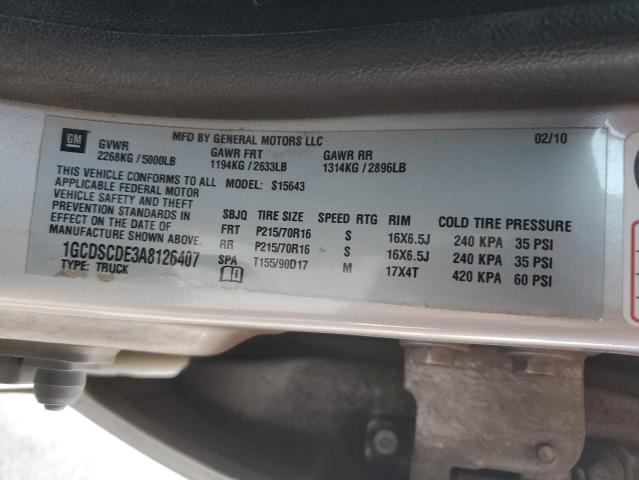 GM
MFD BY GENERAL MOTORS LLC 02/10
GVWR GAWR FRT GAWR RR
2268KG / 5000LB 1194KG / 2633LB 1314KG / 2896LB
THIS VEHICLE CONFORMS TO ALL MODEL: S15643
APPLICABLE FEDERAL MOTOR
VEHICLE SAFETY AND THEFT
PREVENTION STANDARDS IN
EFFECT ON THE DATE OF
MANUFACTURE SHOWN ABOVE.
1GCDSCDE3A8126407
TYPE: TRUCK
SBJQ TIRE SIZE SPEED RTG RIM COLD TIRE PRESSURE
FRT P215/70R16 S 16X6.5J 240 KPA 35 PSI
RR P215/70R16 S 16X6.5J 240 KPA 35 PSI
SPA T155/90D17 M 17X4T 420 KPA 60 PSI